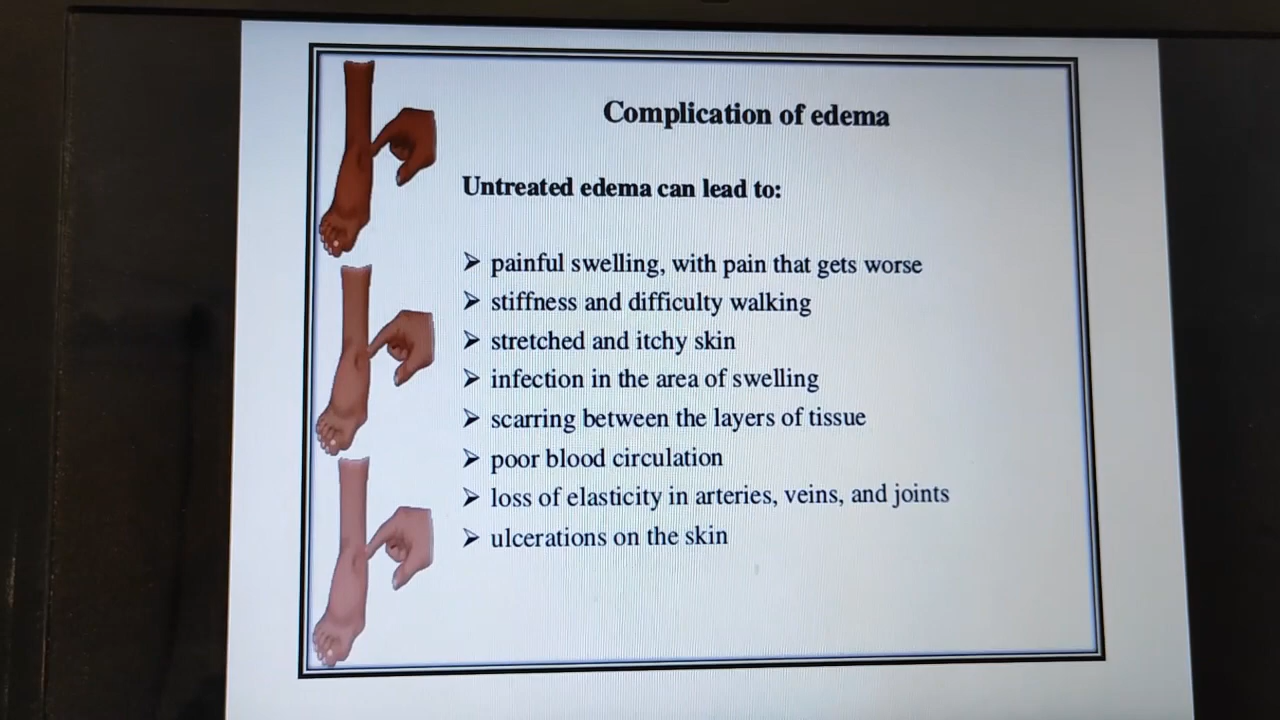 Complication of edema
Untreated edema can lead to:
➢ painful swelling, with pain that gets worse
➢ stiffness and difficulty walking
➢ stretched and itchy skin
➢ infection in the area of swelling
➢ scarring between the layers of tissue
➢ poor blood circulation
➢ loss of elasticity in arteries, veins, and joints
➢ ulcerations on the skin